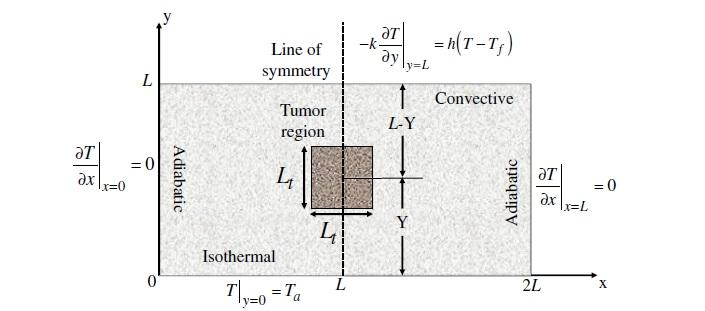 y
Line of
symmetry
-k ∂T/∂y|y=L = h(T-Tf)
L
Tumor
region
Convective
L-Y
∂T/∂x|x=0 = 0
Adiabatic
Lt
Lt
Y
Adiabatic
∂T/∂x|x=L = 0
Isothermal
0
T|y=0 = Ta
L
2L
x